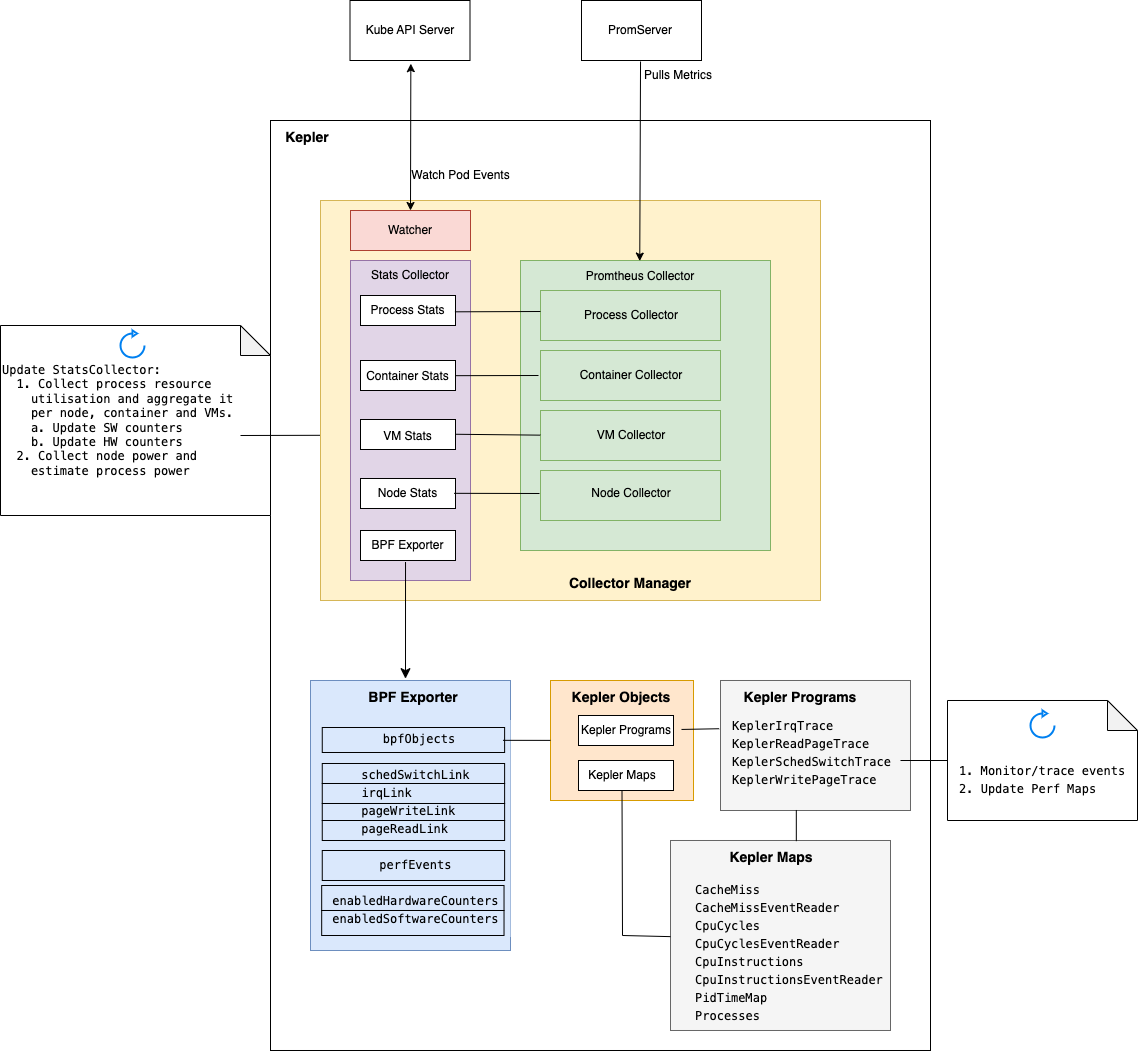 Kube API Server
PromServer
Pulls Metrics
Kepler
Watch Pod Events
Watcher
Stats Collector
Process Stats
Container Stats
VM Stats
Node Stats
BPF Exporter
Promtheus Collector
Process Collector
Container Collector
VM Collector
Node Collector
Collector Manager
Update StatsCollector:
1. Collect process resource
utilisation and aggregate it
per node, container and VMs.
a. Update SW counters
b. Update HW counters
2. Collect node power and
estimate process power
BPF Exporter
bpfObjects
schedSwitchLink
irqLink
pageWriteLink
pageReadLink
perfEvents
enabledHardwareCounters
enabledSoftwareCounters
Kepler Objects
Kepler Programs
Kepler Maps
Kepler Programs
KeplerIrqTrace
KeplerReadPageTrace
KeplerSchedSwitchTrace
KeplerWritePageTrace
1. Monitor/trace events
2. Update Perf Maps
Kepler Maps
CacheMiss
CacheMissEventReader
CpuCycles
CpuCyclesEventReader
CpuInstructions
CpuInstructionsEventReader
PidTimeMap
Processes